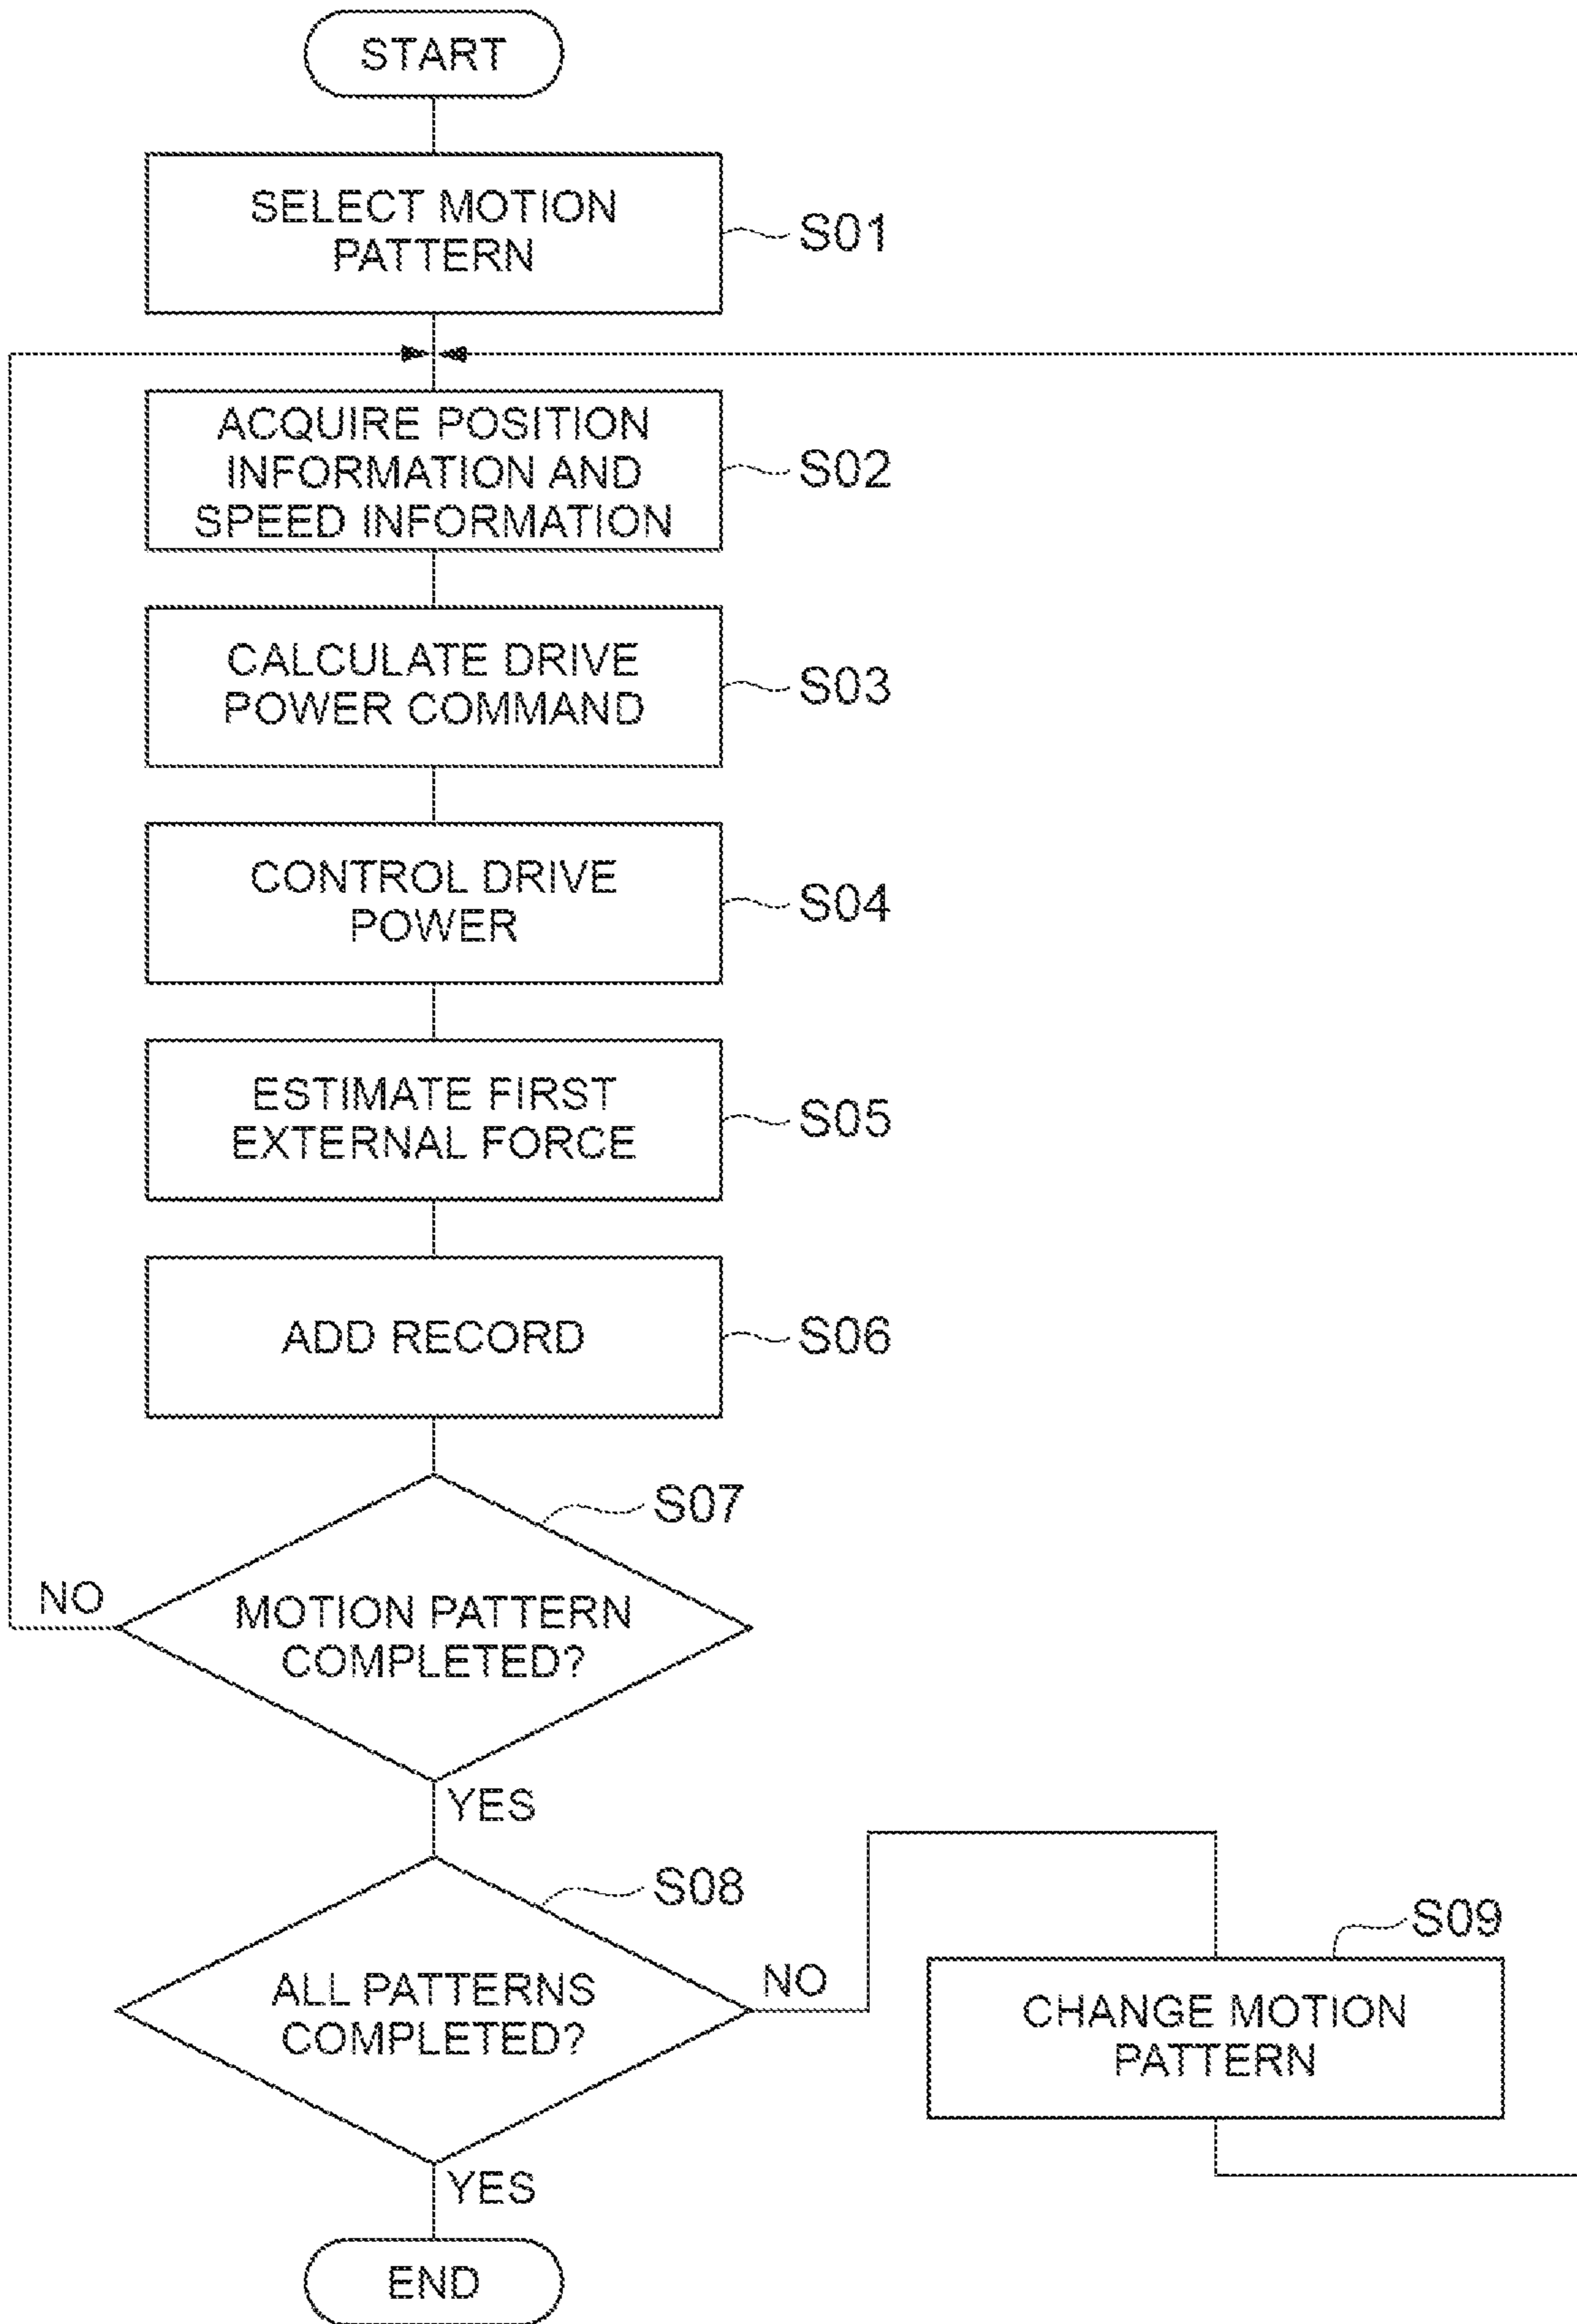 START
SELECT MOTION
PATTERN
S01
ACQUIRE POSITION
INFORMATION AND
SPEED INFORMATION
S02
CALCULATE DRIVE
POWER COMMAND
S03
CONTROL DRIVE
POWER
S04
ESTIMATE FIRST
EXTERNAL FORCE
S05
ADD RECORD
S06
S07
NO
MOTION PATTERN
COMPLETED?
YES
S08
ALL PATTERNS
COMPLETED?
NO
S09
CHANGE MOTION
PATTERN
YES
END